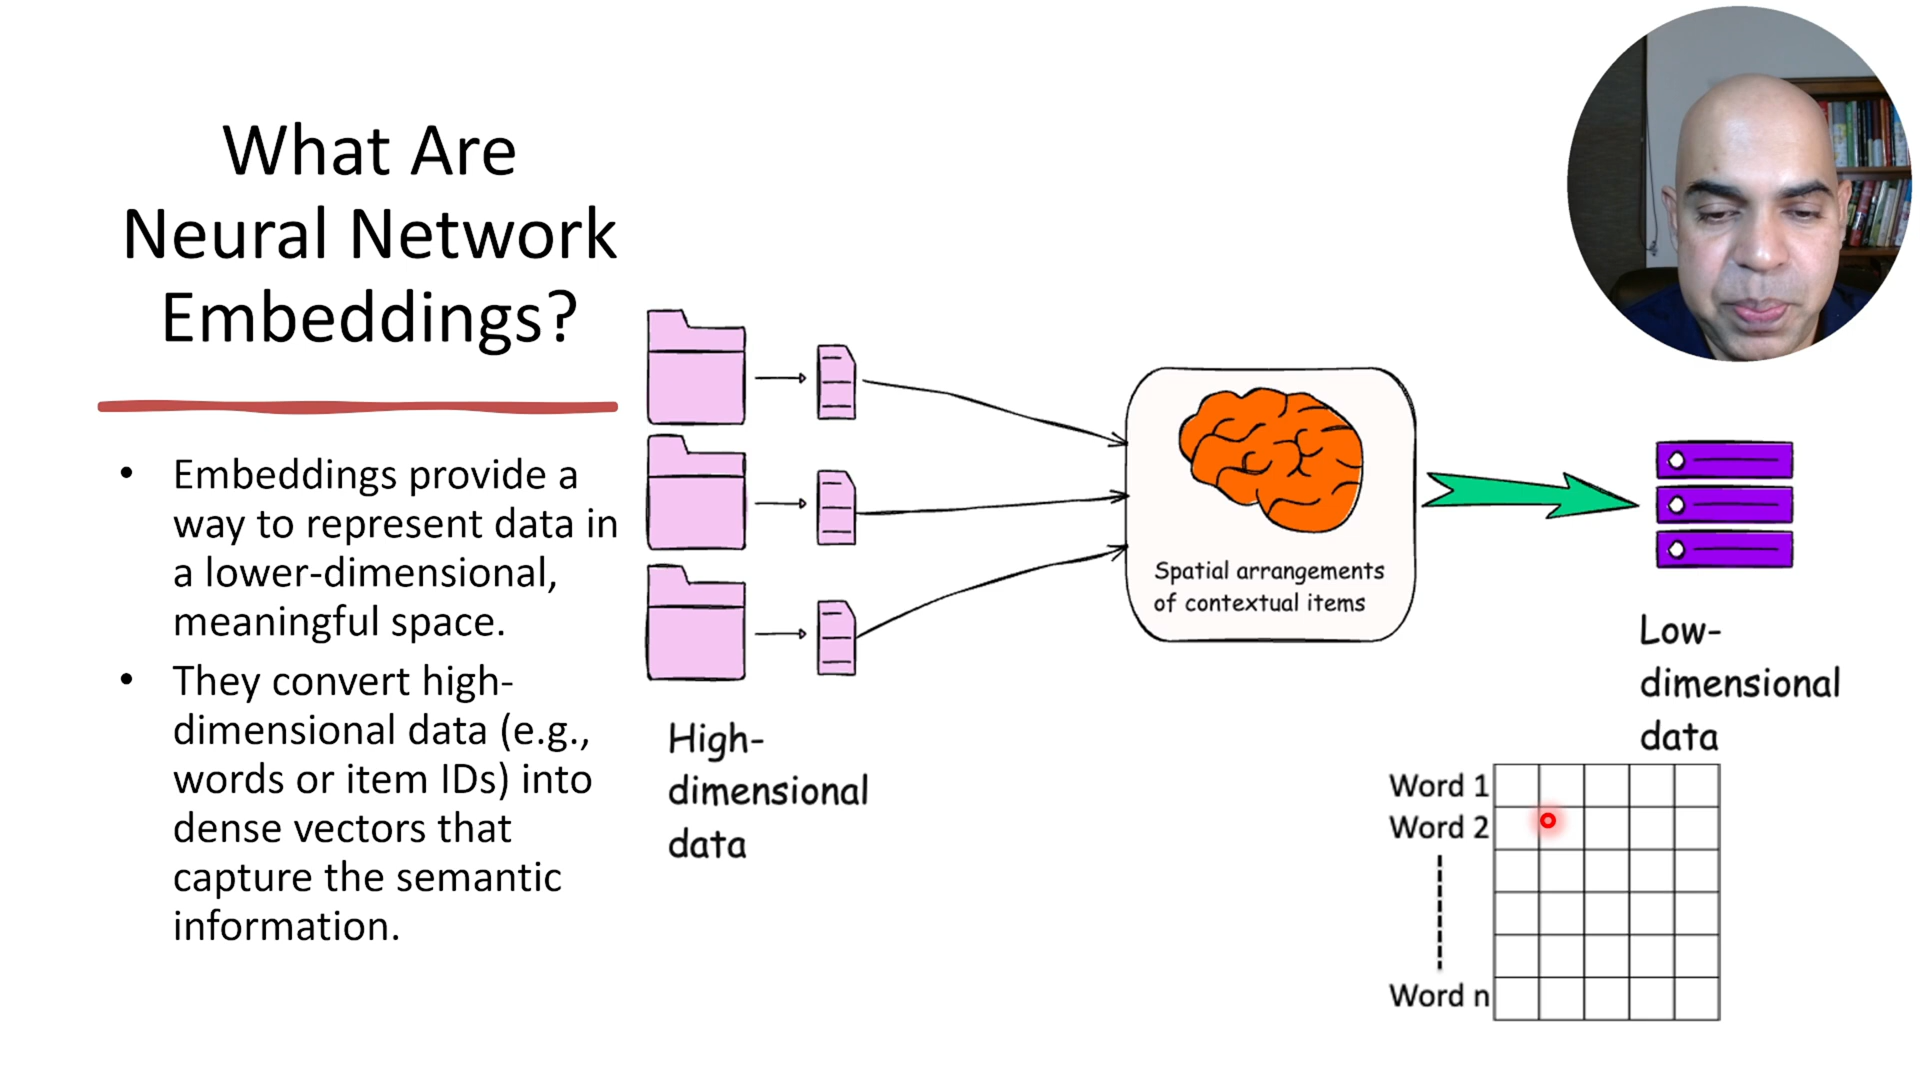 What Are
Neural Network
Embeddings?
• Embeddings provide a
way to represent data in
a lower-dimensional,
meaningful space.
• They convert high-
dimensional data (e.g.,
words or item IDs) into
dense vectors that
capture the semantic
information.
High-
dimensional
data
Spatial arrangements
of contextual items
Low-
dimensional
data
Word 1
Word 2
Word n